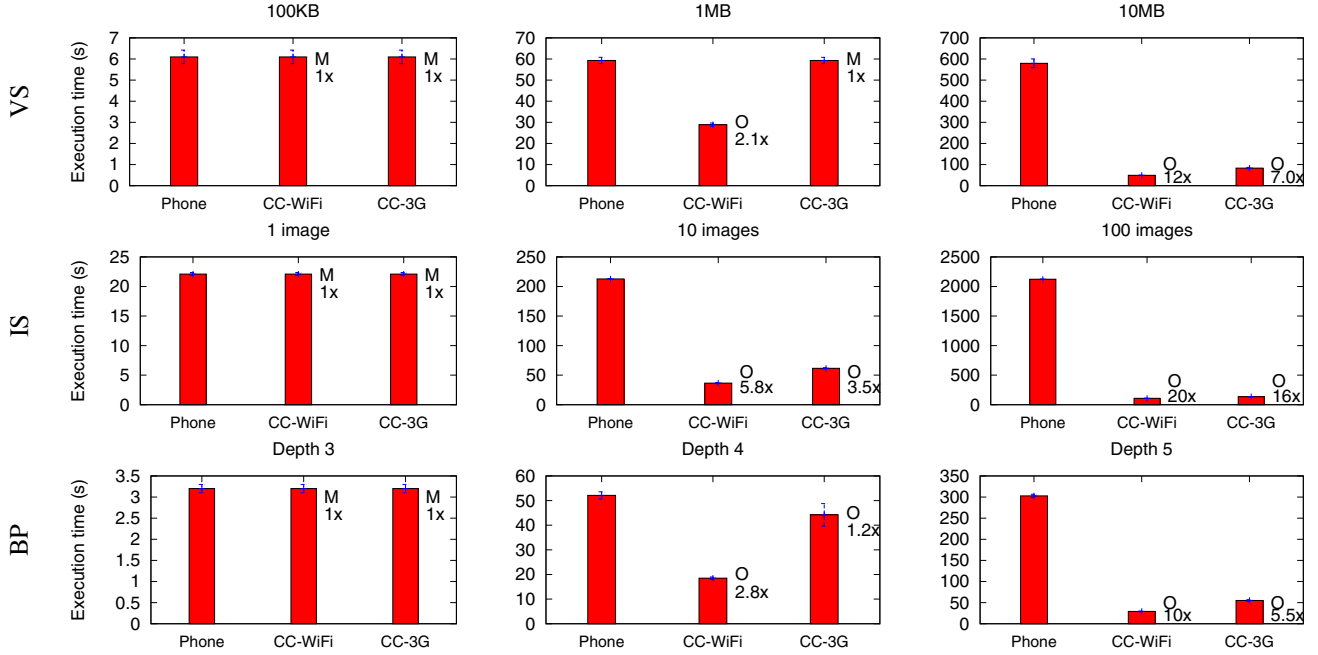 100KB
1MB
10MB
VS
Execution time (s)
7
6
5
4
3
2
1
0
M
1x
M
1x
Phone
CC-WiFi
CC-3G
70
60
50
40
30
20
10
0
O
2.1x
M
1x
Phone
CC-WiFi
CC-3G
700
600
500
400
300
200
100
0
O
12x
O
7.0x
Phone
CC-WiFi
CC-3G
1 image
10 images
100 images
IS
Execution time (s)
25
20
15
10
5
0
M
1x
M
1x
Phone
CC-WiFi
CC-3G
250
200
150
100
50
0
O
5.8x
O
3.5x
Phone
CC-WiFi
CC-3G
2500
2000
1500
1000
500
0
O
20x
O
16x
Phone
CC-WiFi
CC-3G
Depth 3
Depth 4
Depth 5
BP
Execution time (s)
3.5
3
2.5
2
1.5
1
0.5
0
M
1x
M
1x
Phone
CC-WiFi
CC-3G
60
50
40
30
20
10
0
O
2.8x
O
1.2x
Phone
CC-WiFi
CC-3G
350
300
250
200
150
100
50
0
O
10x
O
5.5x
Phone
CC-WiFi
CC-3G